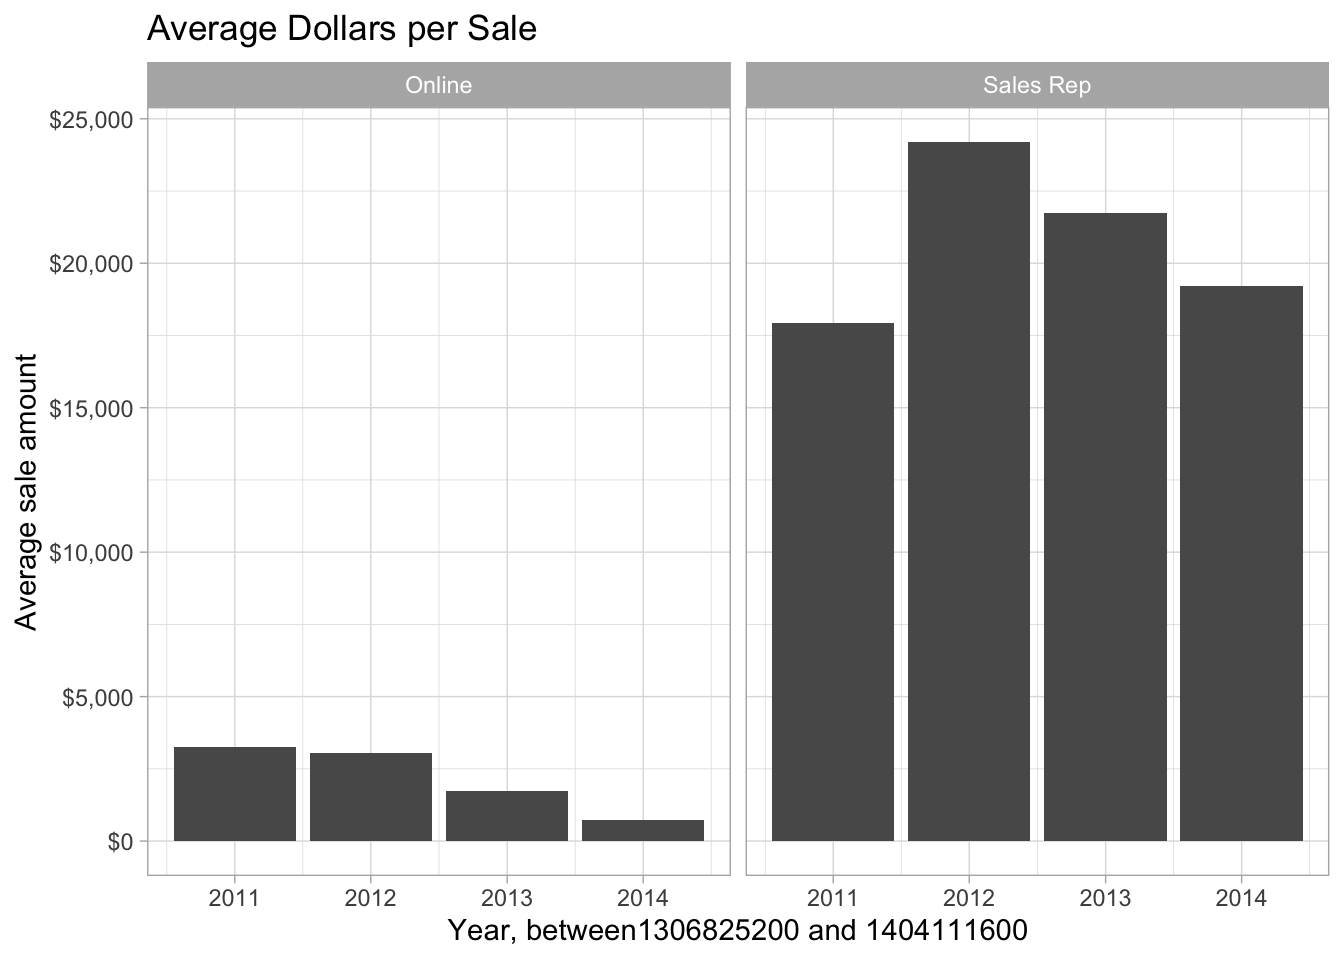 Average Dollars per Sale
Online
Sales Rep
$25,000
$20,000
$15,000
$10,000
$5,000
$0
Average sale amount
2011 2012 2013 2014
2011 2012 2013 2014
Year, between1306825200 and 1404111600